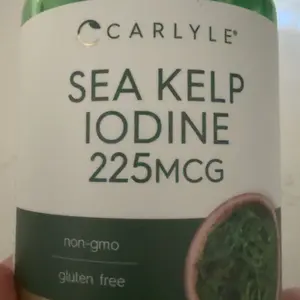 CARLYLE®
SEA KELP
IODINE
225MCG
non-gmo
gluten free